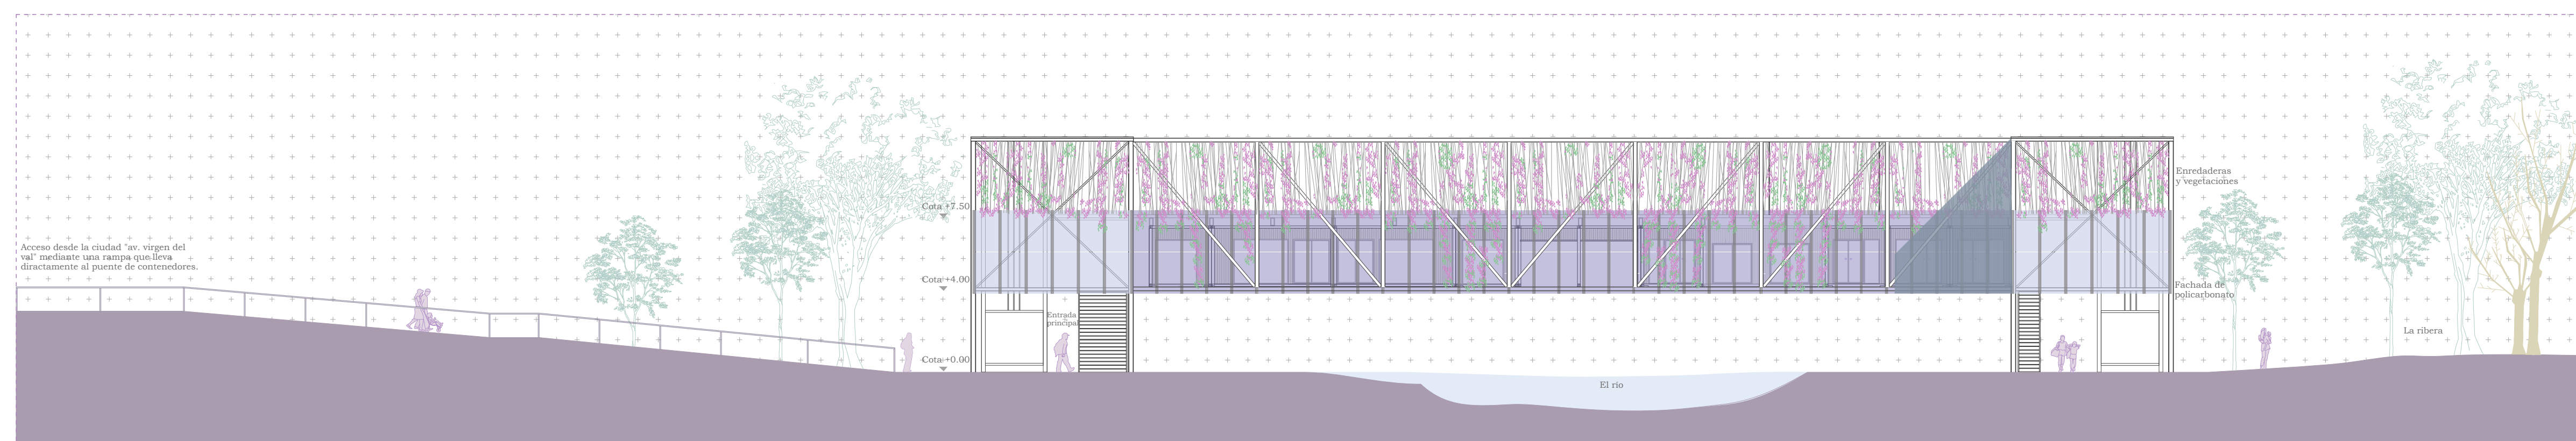 Acceso desde la ciudad "av. virgen del
val" mediante una rampa que lleva
directamente al puente de contenedores.
Cota +7.50
Cota +4.00
Cota +0.00
Entrada
principal
El rio
Enredaderas
y vegetaciones
Fachada de
policarbonato
La ribera